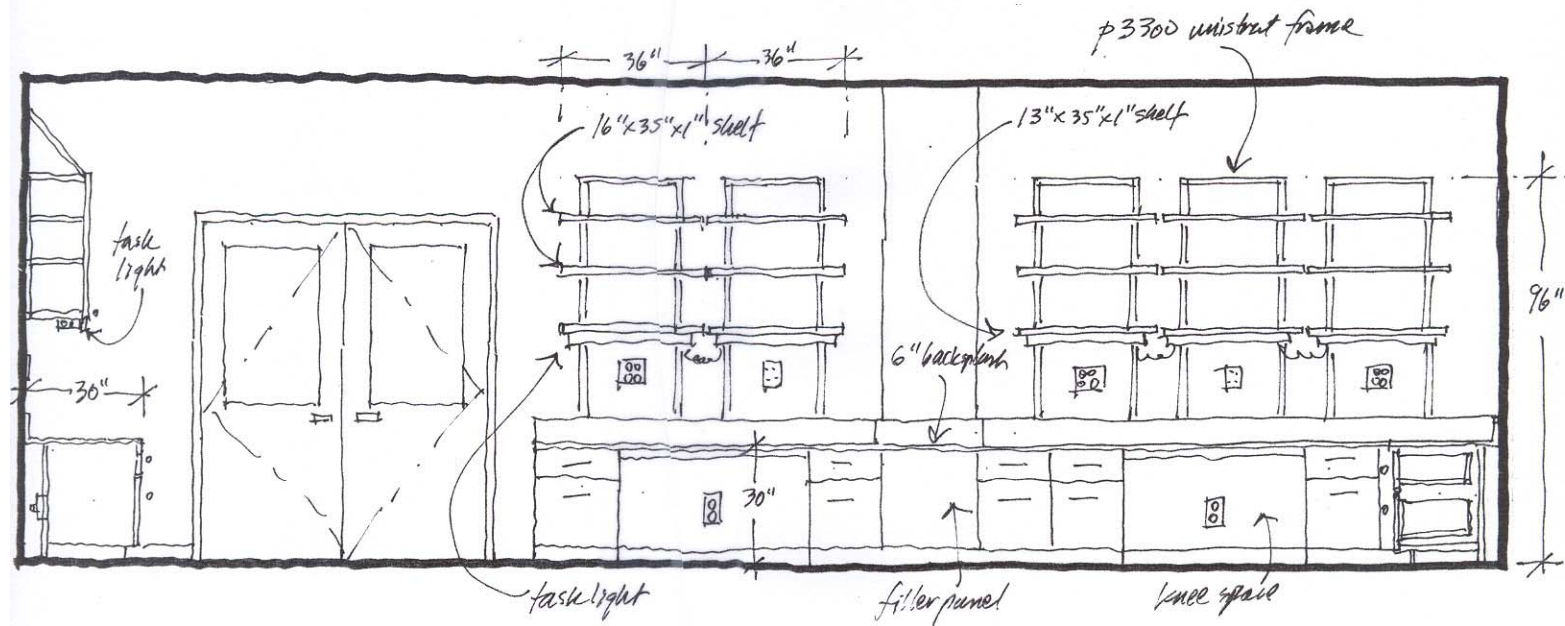 p3300 unistrut frame
36" 36"
16"x35"x1" shelf
13"x35"x1" shelf
task
light
96"
6" backsplash
30"
30"
task light
filler panel
knee space